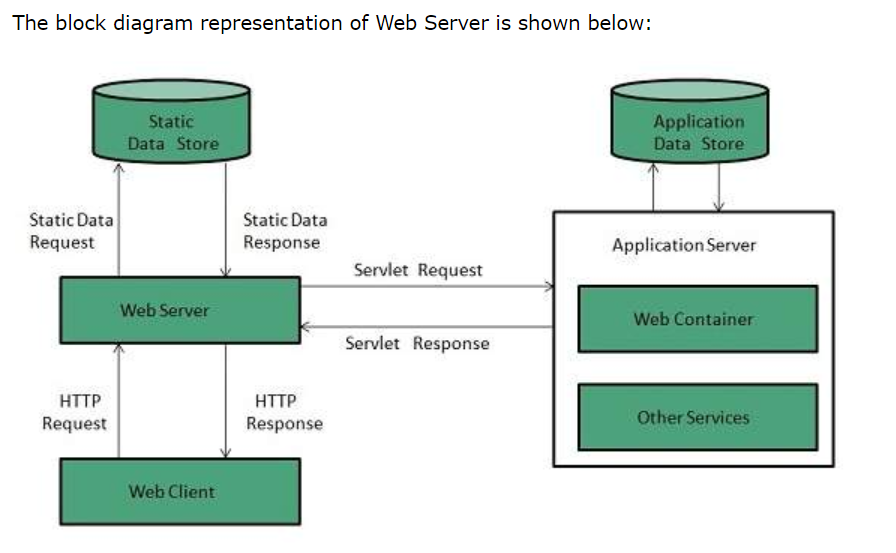 The block diagram representation of Web Server is shown below:
Static
Data Store
Application
Data Store
Static Data
Request
Static Data
Response
Application Server
Servlet Request
Web Server
Web Container
Servlet Response
HTTP
Request
HTTP
Response
Other Services
Web Client